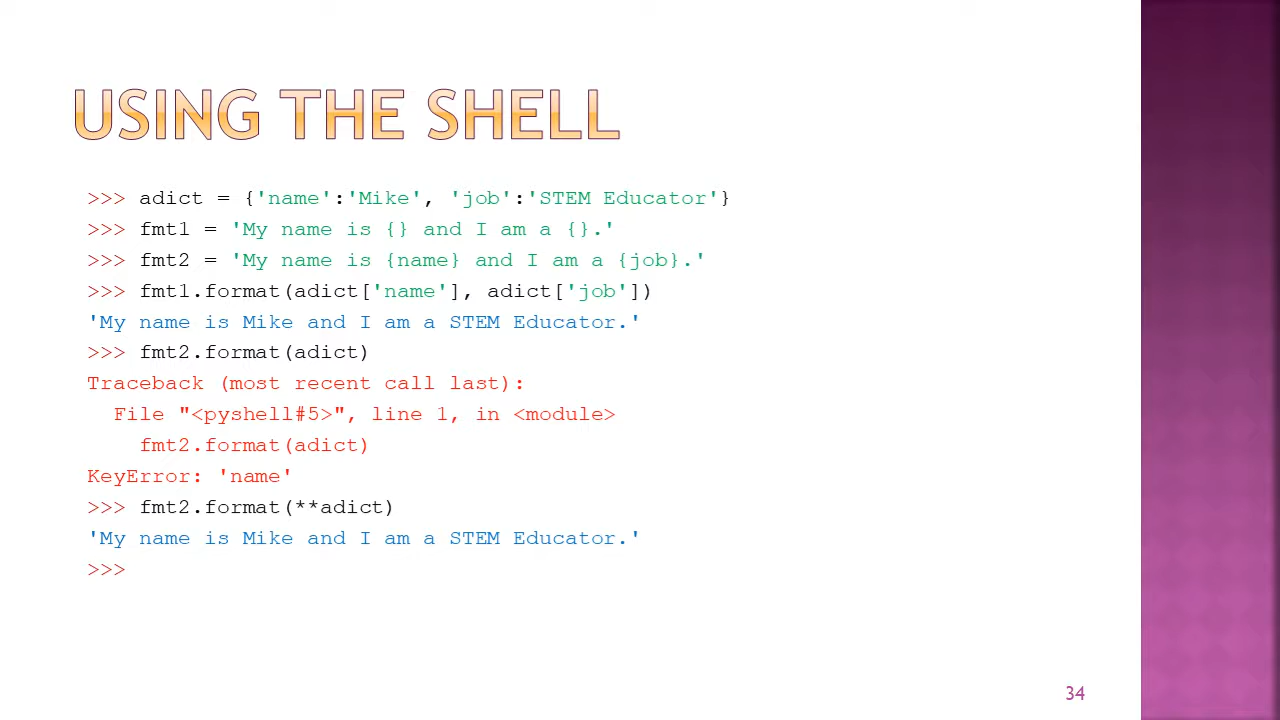 USING THE SHELL
>>> adict = {'name':'Mike', 'job':'STEM Educator'}
>>> fmt1 = 'My name is {} and I am a {}.'
>>> fmt2 = 'My name is {name} and I am a {job}.'
>>> fmt1.format(adict['name'], adict['job'])
'My name is Mike and I am a STEM Educator.'
>>> fmt2.format(adict)
Traceback (most recent call last):
  File "<pyshell#5>", line 1, in <module>
    fmt2.format(adict)
KeyError: 'name'
>>> fmt2.format(**adict)
'My name is Mike and I am a STEM Educator.'
>>>
34